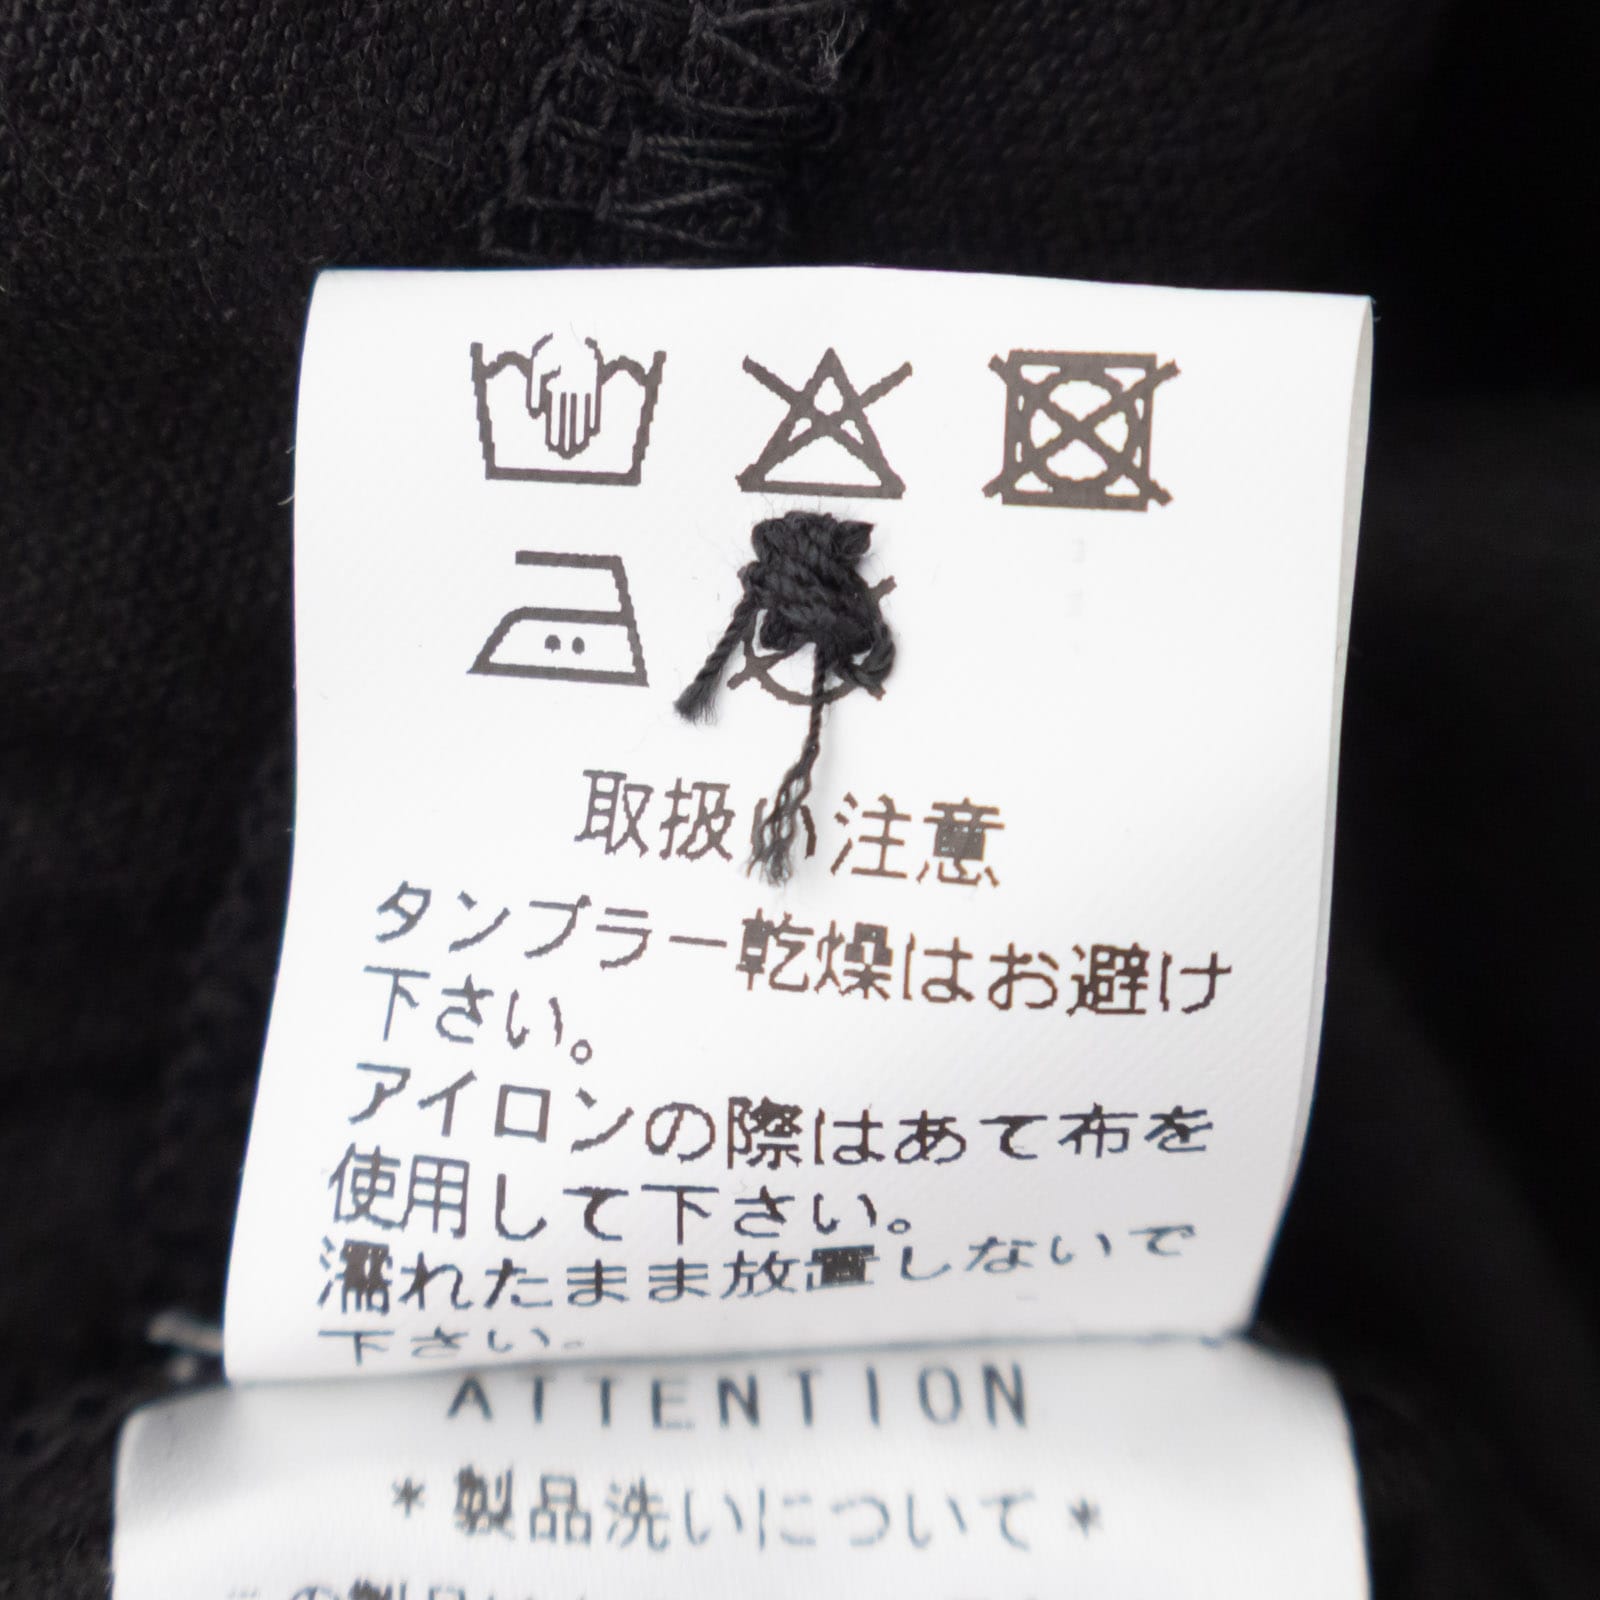 取扱い注意
タンブラー乾燥はお避け
下さい。
アイロンの際はあて布を
使用して下さい。
濡れたまま放置しないで
下さい。
ATTENTION
*製品洗いについて*